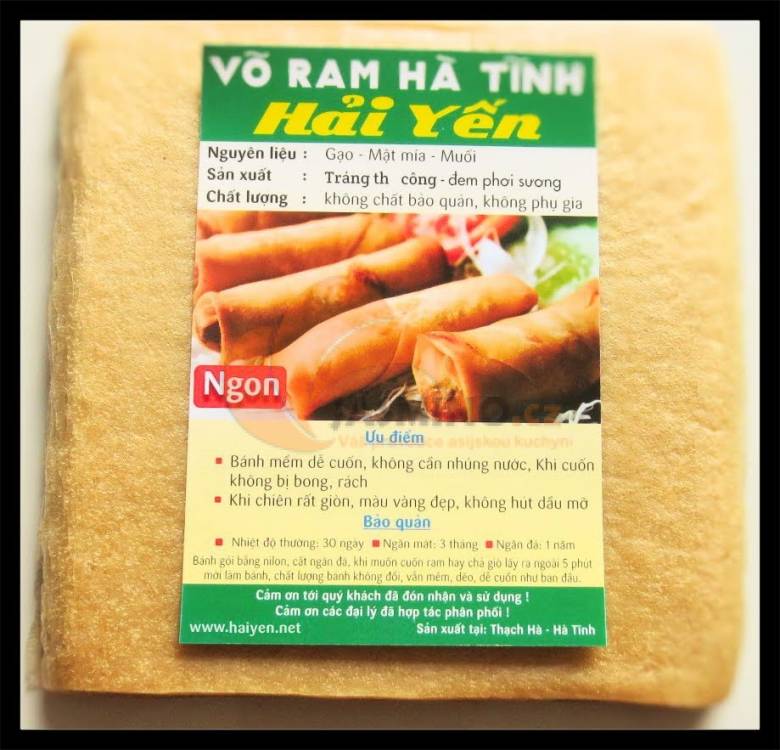 VÕ RAM HÀ TĨNH
Hải Yến
Nguyên liệu : Gạo - Mật mía - Muối
Sản xuất : Tráng th công - đem phơi sương
Chất lượng : không chất bảo quản, không phụ gia
Ngon
JASMINO.cz
asijskou kuchyni
Ưu điểm
Bánh mềm dễ cuốn, không cần nhúng nước, Khi cuốn
không bị bong, rách
Khi chiên rất giòn, màu vàng đẹp, không hút dầu mỡ
Bảo quản
Nhiệt độ thường: 30 ngày Ngăn mát: 3 tháng Ngăn đá: 1 năm
Bánh gói bằng nilon, cất ngăn đá, khi muốn cuốn ram hay chả giò lấy ra ngoài 5 phút
mới làm bánh, chất lượng bánh không đổi, vẫn mềm, dẻo, dễ cuốn như ban đầu.
Cảm ơn tới quý khách đã đón nhận và sử dụng !
Cảm ơn các đại lý đã hợp tác phân phối !
www.haiyen.net Sản xuất tại: Thạch Hà - Hà Tĩnh